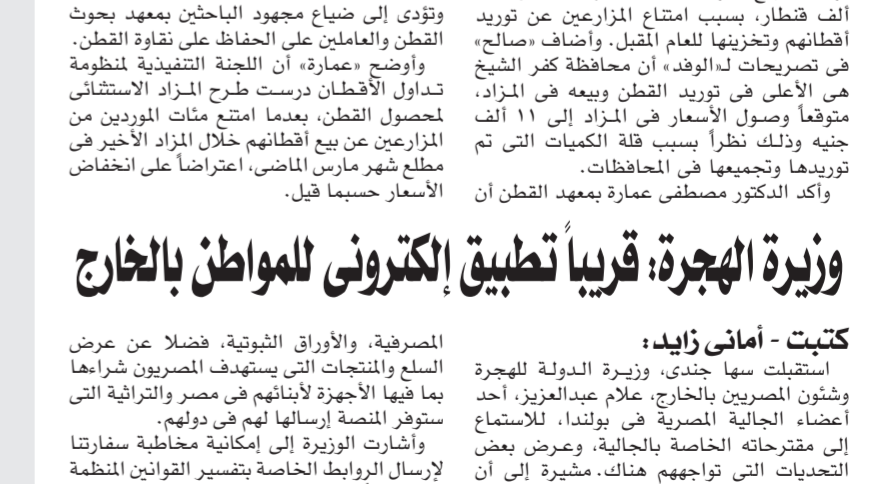 ألف قنطار، بسبب امتناع المزارعين عن توريد
أقطانهم وتخزينها للعام المقبل. وأضاف «صالح»
فى تصريحات لـ«الوفد» أن محافظة كفر الشيخ
هى الأعلى فى توريد القطن وبيعه فى المزاد،
متوقعاً وصول الأسعار فى المزاد إلى ١١ ألف
جنيه وذلك نظراً بسبب قلة الكميات التى تم
توريدها وتجميعها فى المحافظات.
وأكد الدكتور مصطفى عمارة بمعهد القطن أن
وتؤدى إلى ضياع مجهود الباحثين بمعهد بحوث
القطن والعاملين على الحفاظ على نقاوة القطن.
وأوضح «عمارة» أن اللجنة التنفيذية لمنظومة
تداول الأقطان درست طرح المزاد الاستثنائى
لمحصول القطن، بعدما امتنع مئات الموردين من
المزارعين عن بيع أقطانهم خلال المزاد الأخير فى
مطلع شهر مارس الماضى، اعتراضاً على انخفاض
الأسعار حسبما قيل.
وزيرة الهجرة: قريباً تطبيق إلكترونى للمواطن بالخارج
كتبت - أمانى زايد:
استقبلت سها جندى، وزيرة الدولة للهجرة
وشئون المصريين بالخارج، علام عبدالعزيز، أحد
أعضاء الجالية المصرية فى بولندا، للاستماع
إلى مقترحاته الخاصة بالجالية، وعرض بعض
التحديات التى تواجههم هناك. مشيرة إلى أن
المصرفية، والأوراق الثبوتية، فضلا عن عرض
السلع والمنتجات التى يستهدف المصريون شراءها
بما فيها الأجهزة لأبنائهم فى مصر والتراثية التى
ستوفر المنصة إرسالها لهم فى دولهم.
وأشارت الوزيرة إلى إمكانية مخاطبة سفارتنا
لإرسال الروابط الخاصة بتفسير القوانين المنظمة